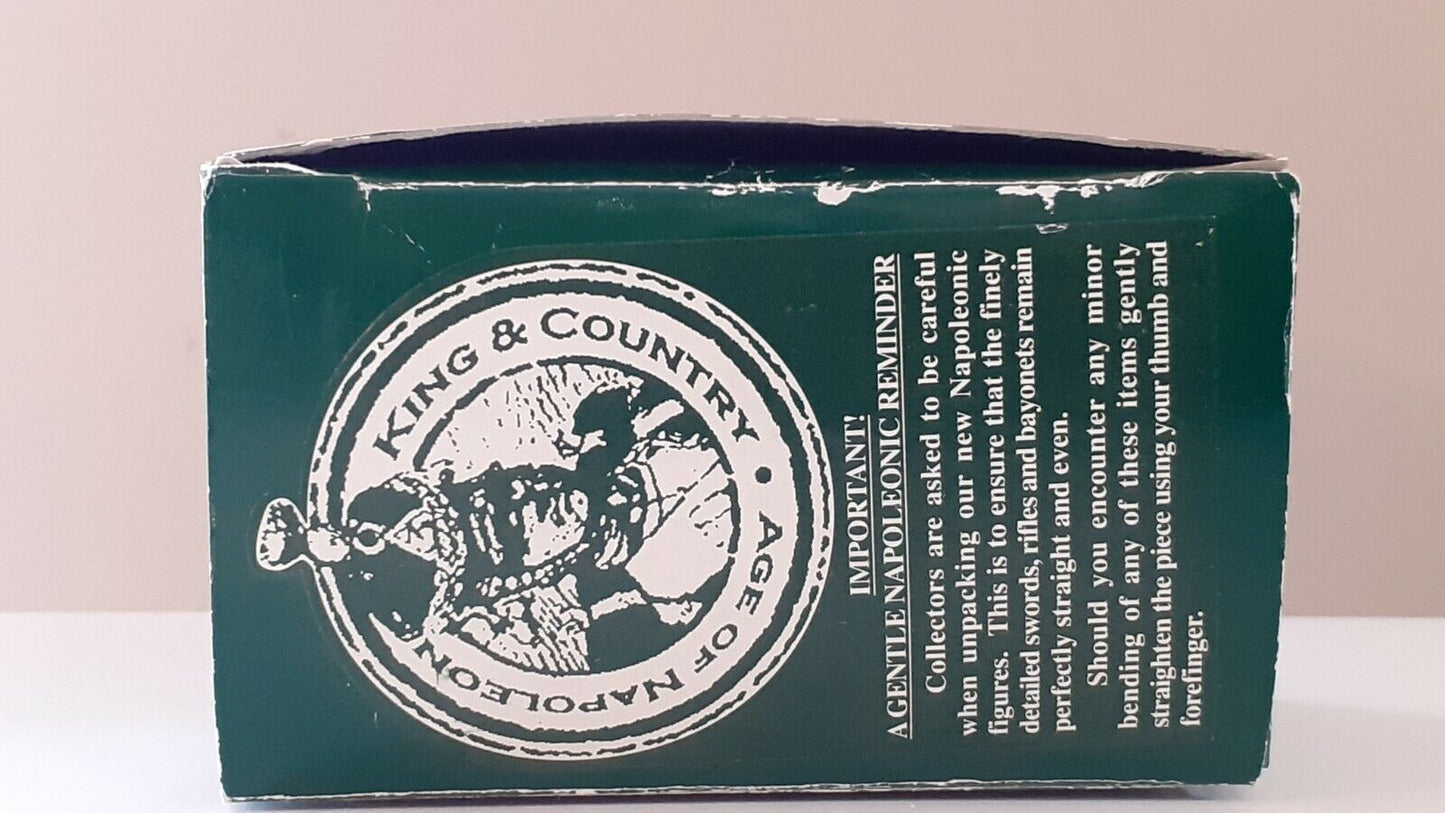 KING & COUNTRY • AGE OF NAPOLEON
IMPORTANT!
A GENTLE NAPOLEONIC REMINDER
Collectors are asked to be careful
when unpacking our new Napoleonic
figures. This is to ensure that the finely
detailed swords, rifles and bayonets remain
perfectly straight and even.
Should you encounter any minor
bending of any of these items gently
straighten the piece using your thumb and
forefinger.